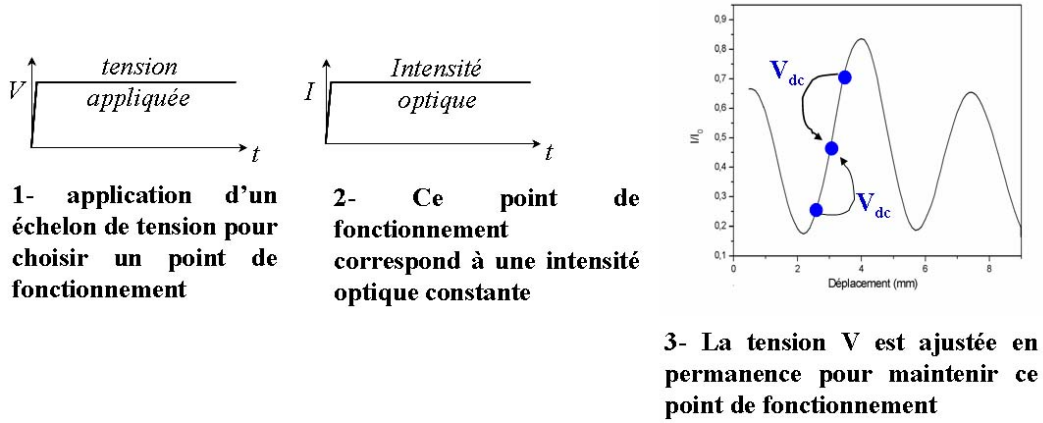 tension
V
appliquée
t
1- application d'un
échelon de tension pour
choisir un point de
fonctionnement
Intensité
I
optique
t
2- Ce point de
fonctionnement
correspond à une intensité
optique constante
0,9
0,8
0,7
0,6
0,5
0,4
0,3
0,2
0,1
I/I₀
Vdc
Vdc
0 2 4 6 8
Déplacement (mm)
3- La tension V est ajustée en
permanence pour maintenir ce
point de fonctionnement